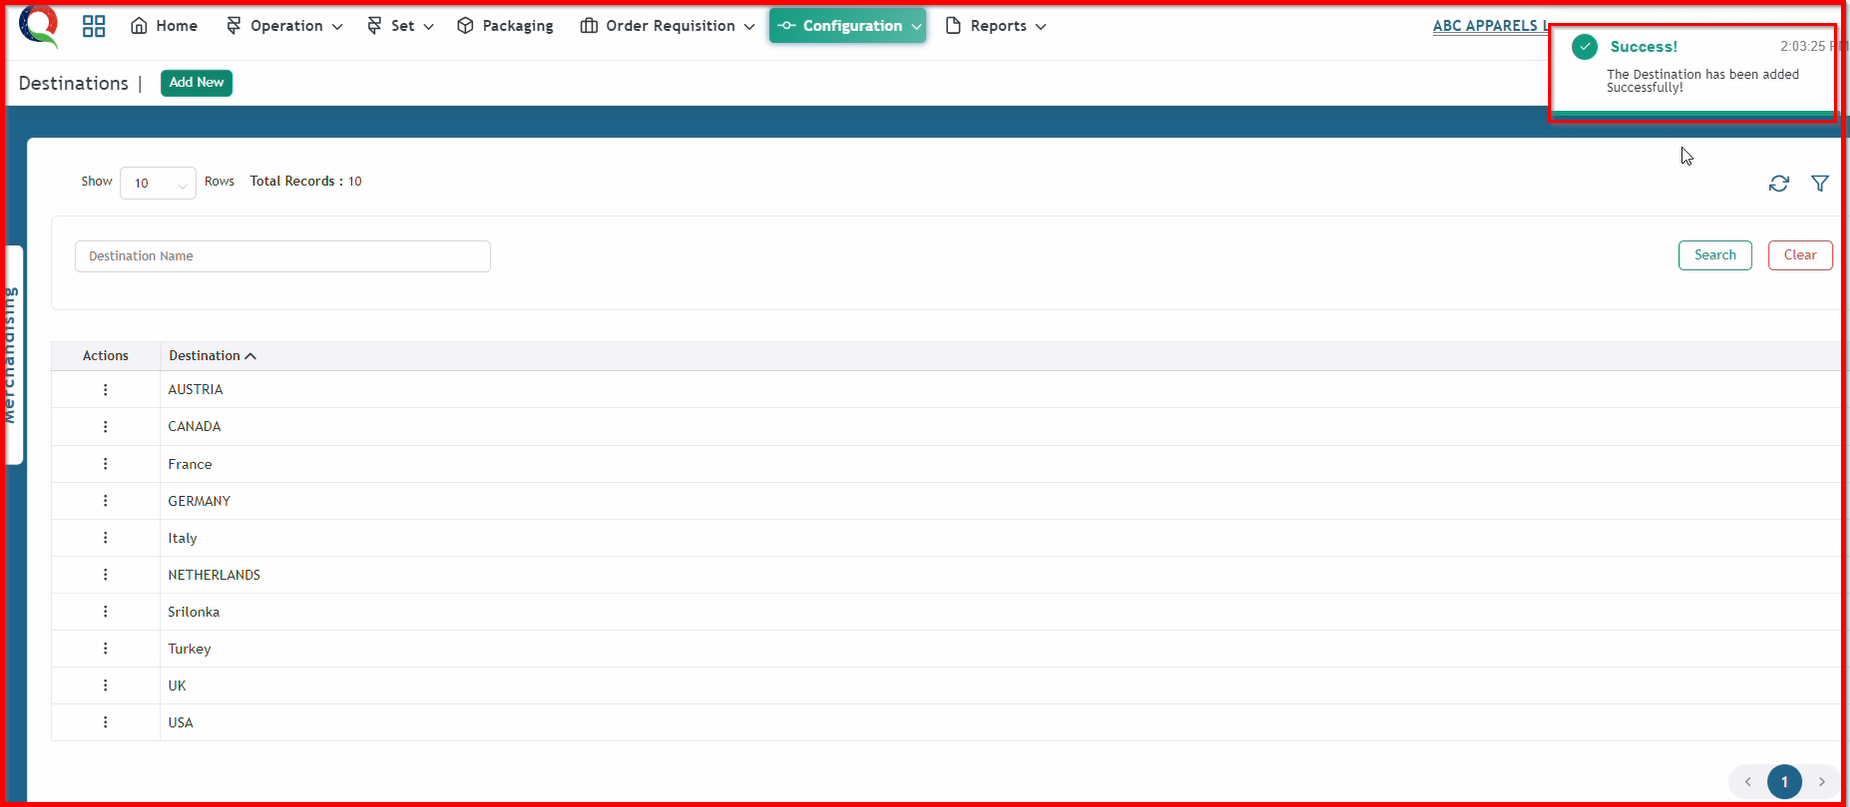 Home Operation Set Packaging Order Requisition Configuration Reports ABC APPARELS L
Success! 2:03:25 PM
The Destination has been added
Successfully!
Destinations | Add New
Show 10 Rows Total Records : 10
Destination Name Search Clear
Merchandising
Actions Destination
AUSTRIA
CANADA
France
GERMANY
Italy
NETHERLANDS
Srilonka
Turkey
UK
USA
< 1 >